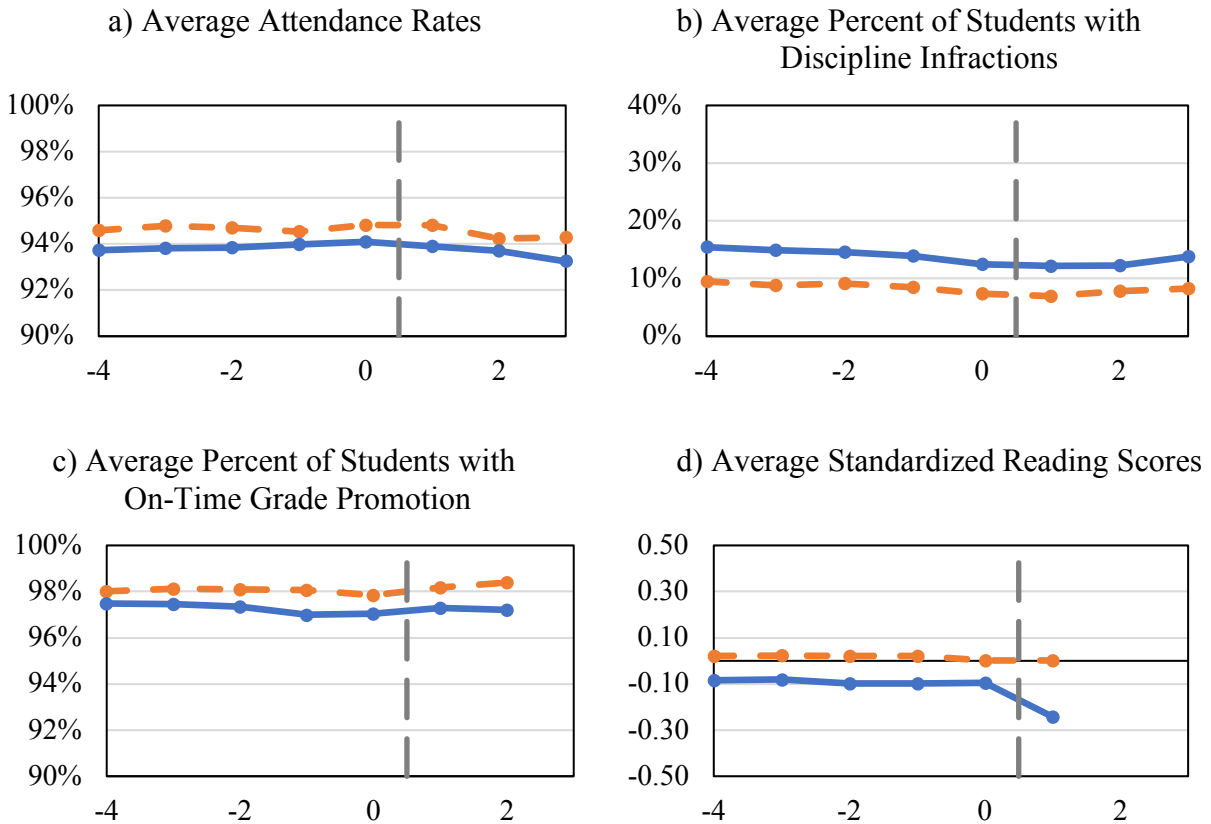 a) Average Attendance Rates
100%
98%
96%
94%
92%
90%
-4 -2 0 2
b) Average Percent of Students with
Discipline Infractions
40%
30%
20%
10%
0%
-4 -2 0 2
c) Average Percent of Students with
On-Time Grade Promotion
100%
98%
96%
94%
92%
90%
-4 -2 0 2
d) Average Standardized Reading Scores
0.50
0.30
0.10
-0.10
-0.30
-0.50
-4 -2 0 2